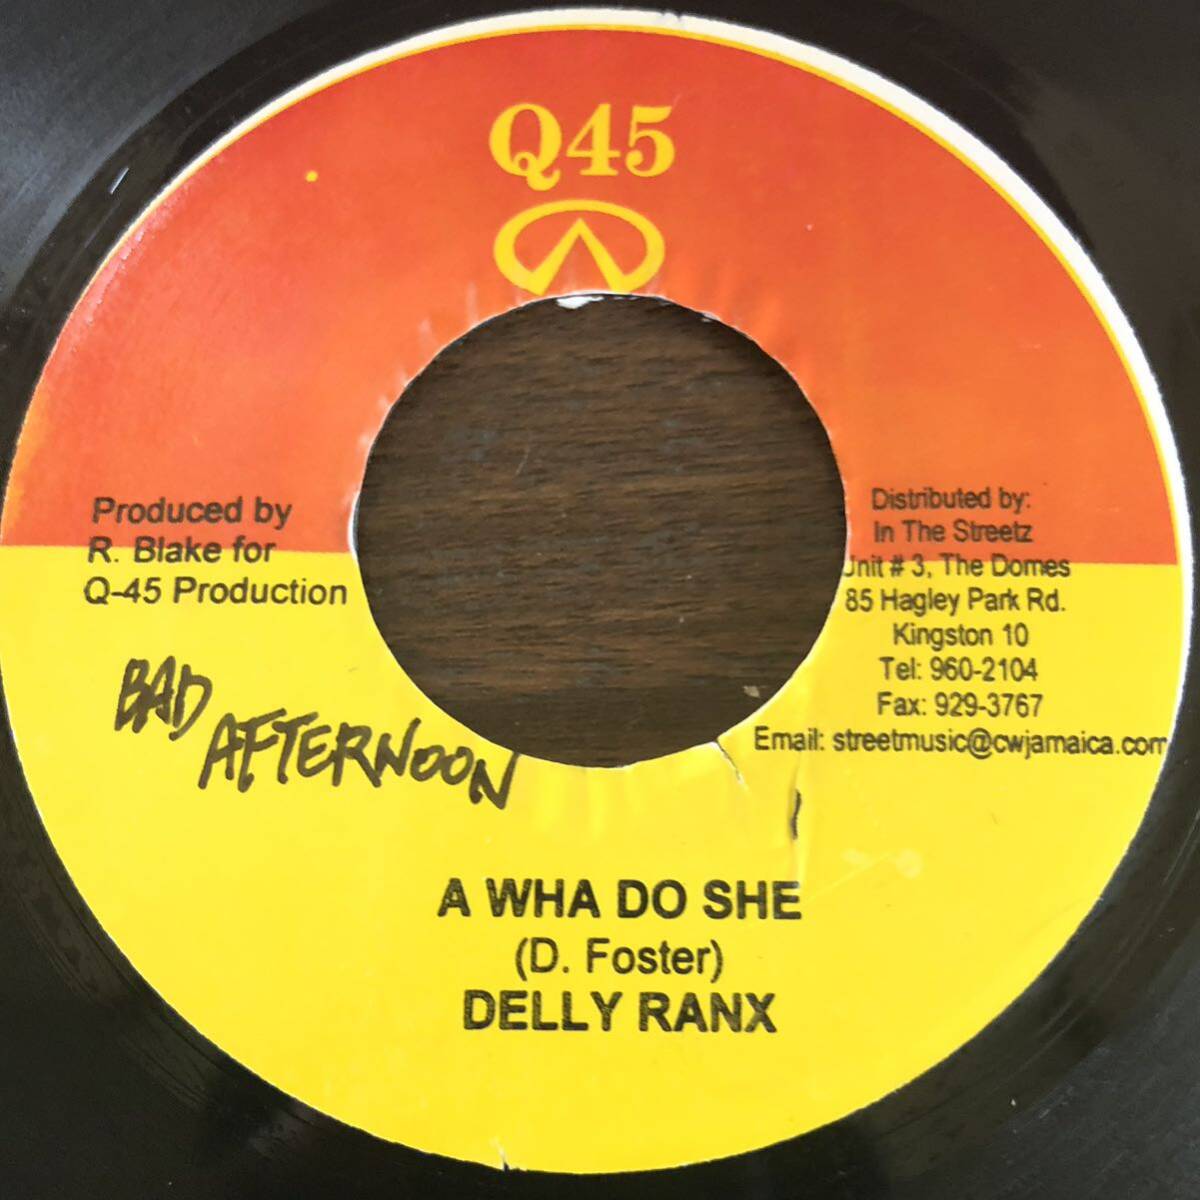 Q45
Produced by
R. Blake for
Q-45 Production
Distributed by:
In The Streetz
Unit # 3, The Domes
85 Hagley Park Rd.
Kingston 10
Tel: 960-2104
Fax: 929-3767
Email: streetmusic@cwjamaica.com
BAD
AFTERNOON
A WHA DO SHE
(D. Foster)
DELLY RANX